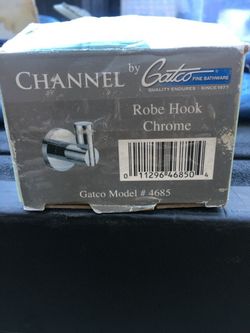 CHANNEL by Gatco
FINE BATHWARE
QUALITY ENDURES · SINCE 1977
Robe Hook
Chrome
0 11296 46850 4
Gatco Model # 4685